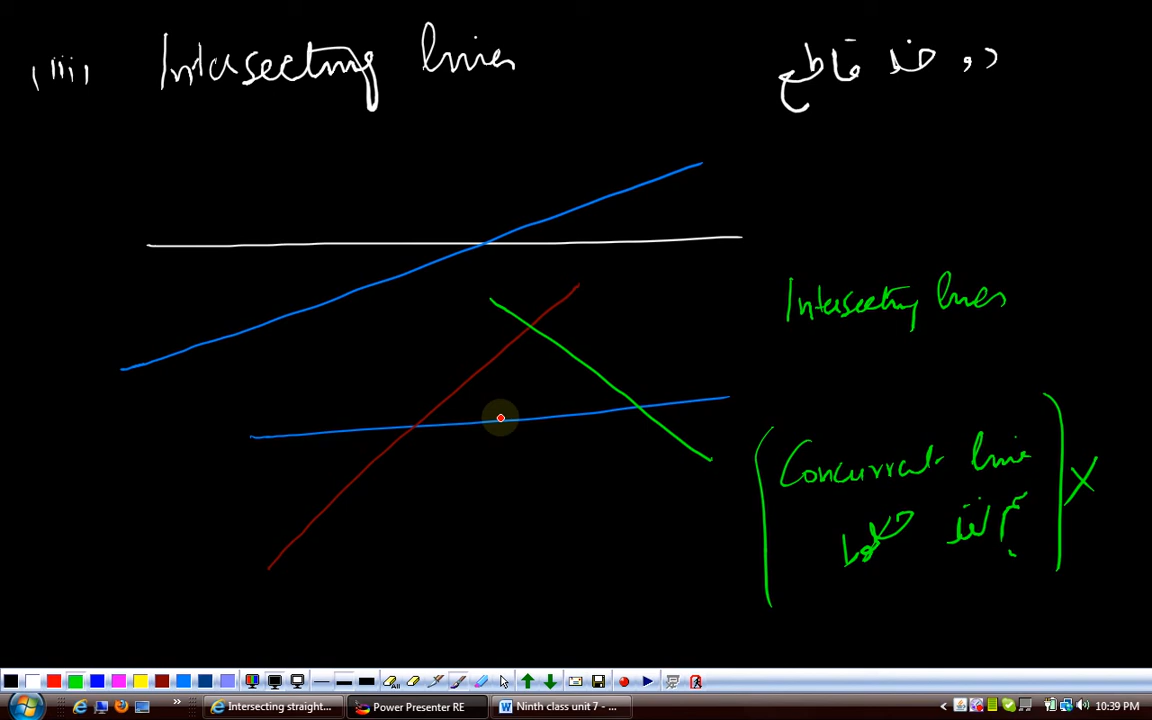 (iii) Intersecting lines
دو خط قاطع
Intersecting lines
Concurrent line
ہم نقطہ خطوط
X
Intersecting straight...
Power Presenter RE
Ninth class unit 7 - ...
10:39 PM